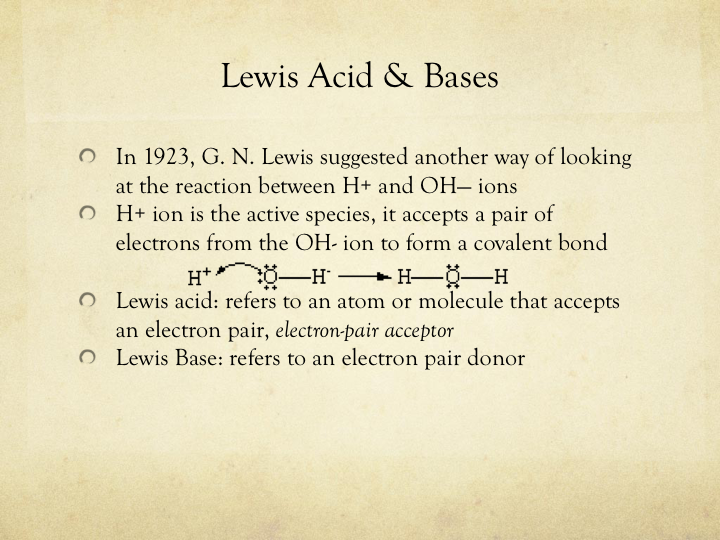 Lewis Acid & Bases
In 1923, G. N. Lewis suggested another way of looking
at the reaction between H+ and OH— ions
H+ ion is the active species, it accepts a pair of
electrons from the OH- ion to form a covalent bond
H+ :O—H- → H—O—H
Lewis acid: refers to an atom or molecule that accepts
an electron pair, electron-pair acceptor
Lewis Base: refers to an electron pair donor